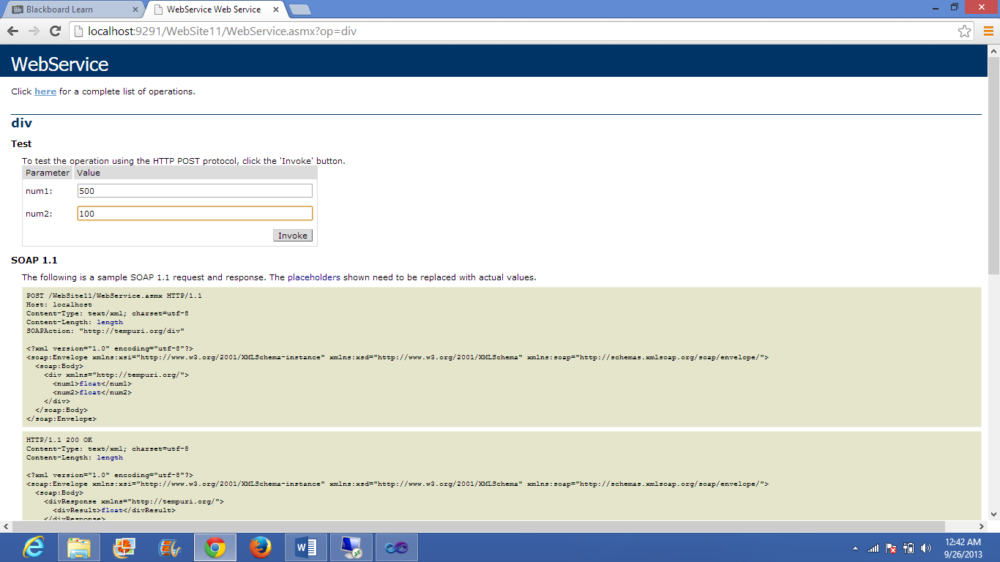 Blackboard Learn
WebService Web Service
localhost:9291/WebSite11/WebService.asmx?op=div
WebService
Click here for a complete list of operations.
div
Test
To test the operation using the HTTP POST protocol, click the 'Invoke' button.
Parameter Value
num1: 500
num2: 100
Invoke
SOAP 1.1
The following is a sample SOAP 1.1 request and response. The placeholders shown need to be replaced with actual values.
POST /WebSite11/WebService.asmx HTTP/1.1
Host: localhost
Content-Type: text/xml; charset=utf-8
Content-Length: length
SOAPAction: "http://tempuri.org/div"
<?xml version="1.0" encoding="utf-8"?>
<soap:Envelope xmlns:xsi="http://www.w3.org/2001/XMLSchema-instance" xmlns:xsd="http://www.w3.org/2001/XMLSchema" xmlns:soap="http://schemas.xmlsoap.org/soap/envelope/">
<soap:Body>
<div xmlns="http://tempuri.org/">
<num1>float</num1>
<num2>float</num2>
</div>
</soap:Body>
</soap:Envelope>
HTTP/1.1 200 OK
Content-Type: text/xml; charset=utf-8
Content-Length: length
<?xml version="1.0" encoding="utf-8"?>
<soap:Envelope xmlns:xsi="http://www.w3.org/2001/XMLSchema-instance" xmlns:xsd="http://www.w3.org/2001/XMLSchema" xmlns:soap="http://schemas.xmlsoap.org/soap/envelope/">
<soap:Body>
<divResponse xmlns="http://tempuri.org/">
<divResult>float</divResult>
</divResponse>
12:42 AM
9/26/2013